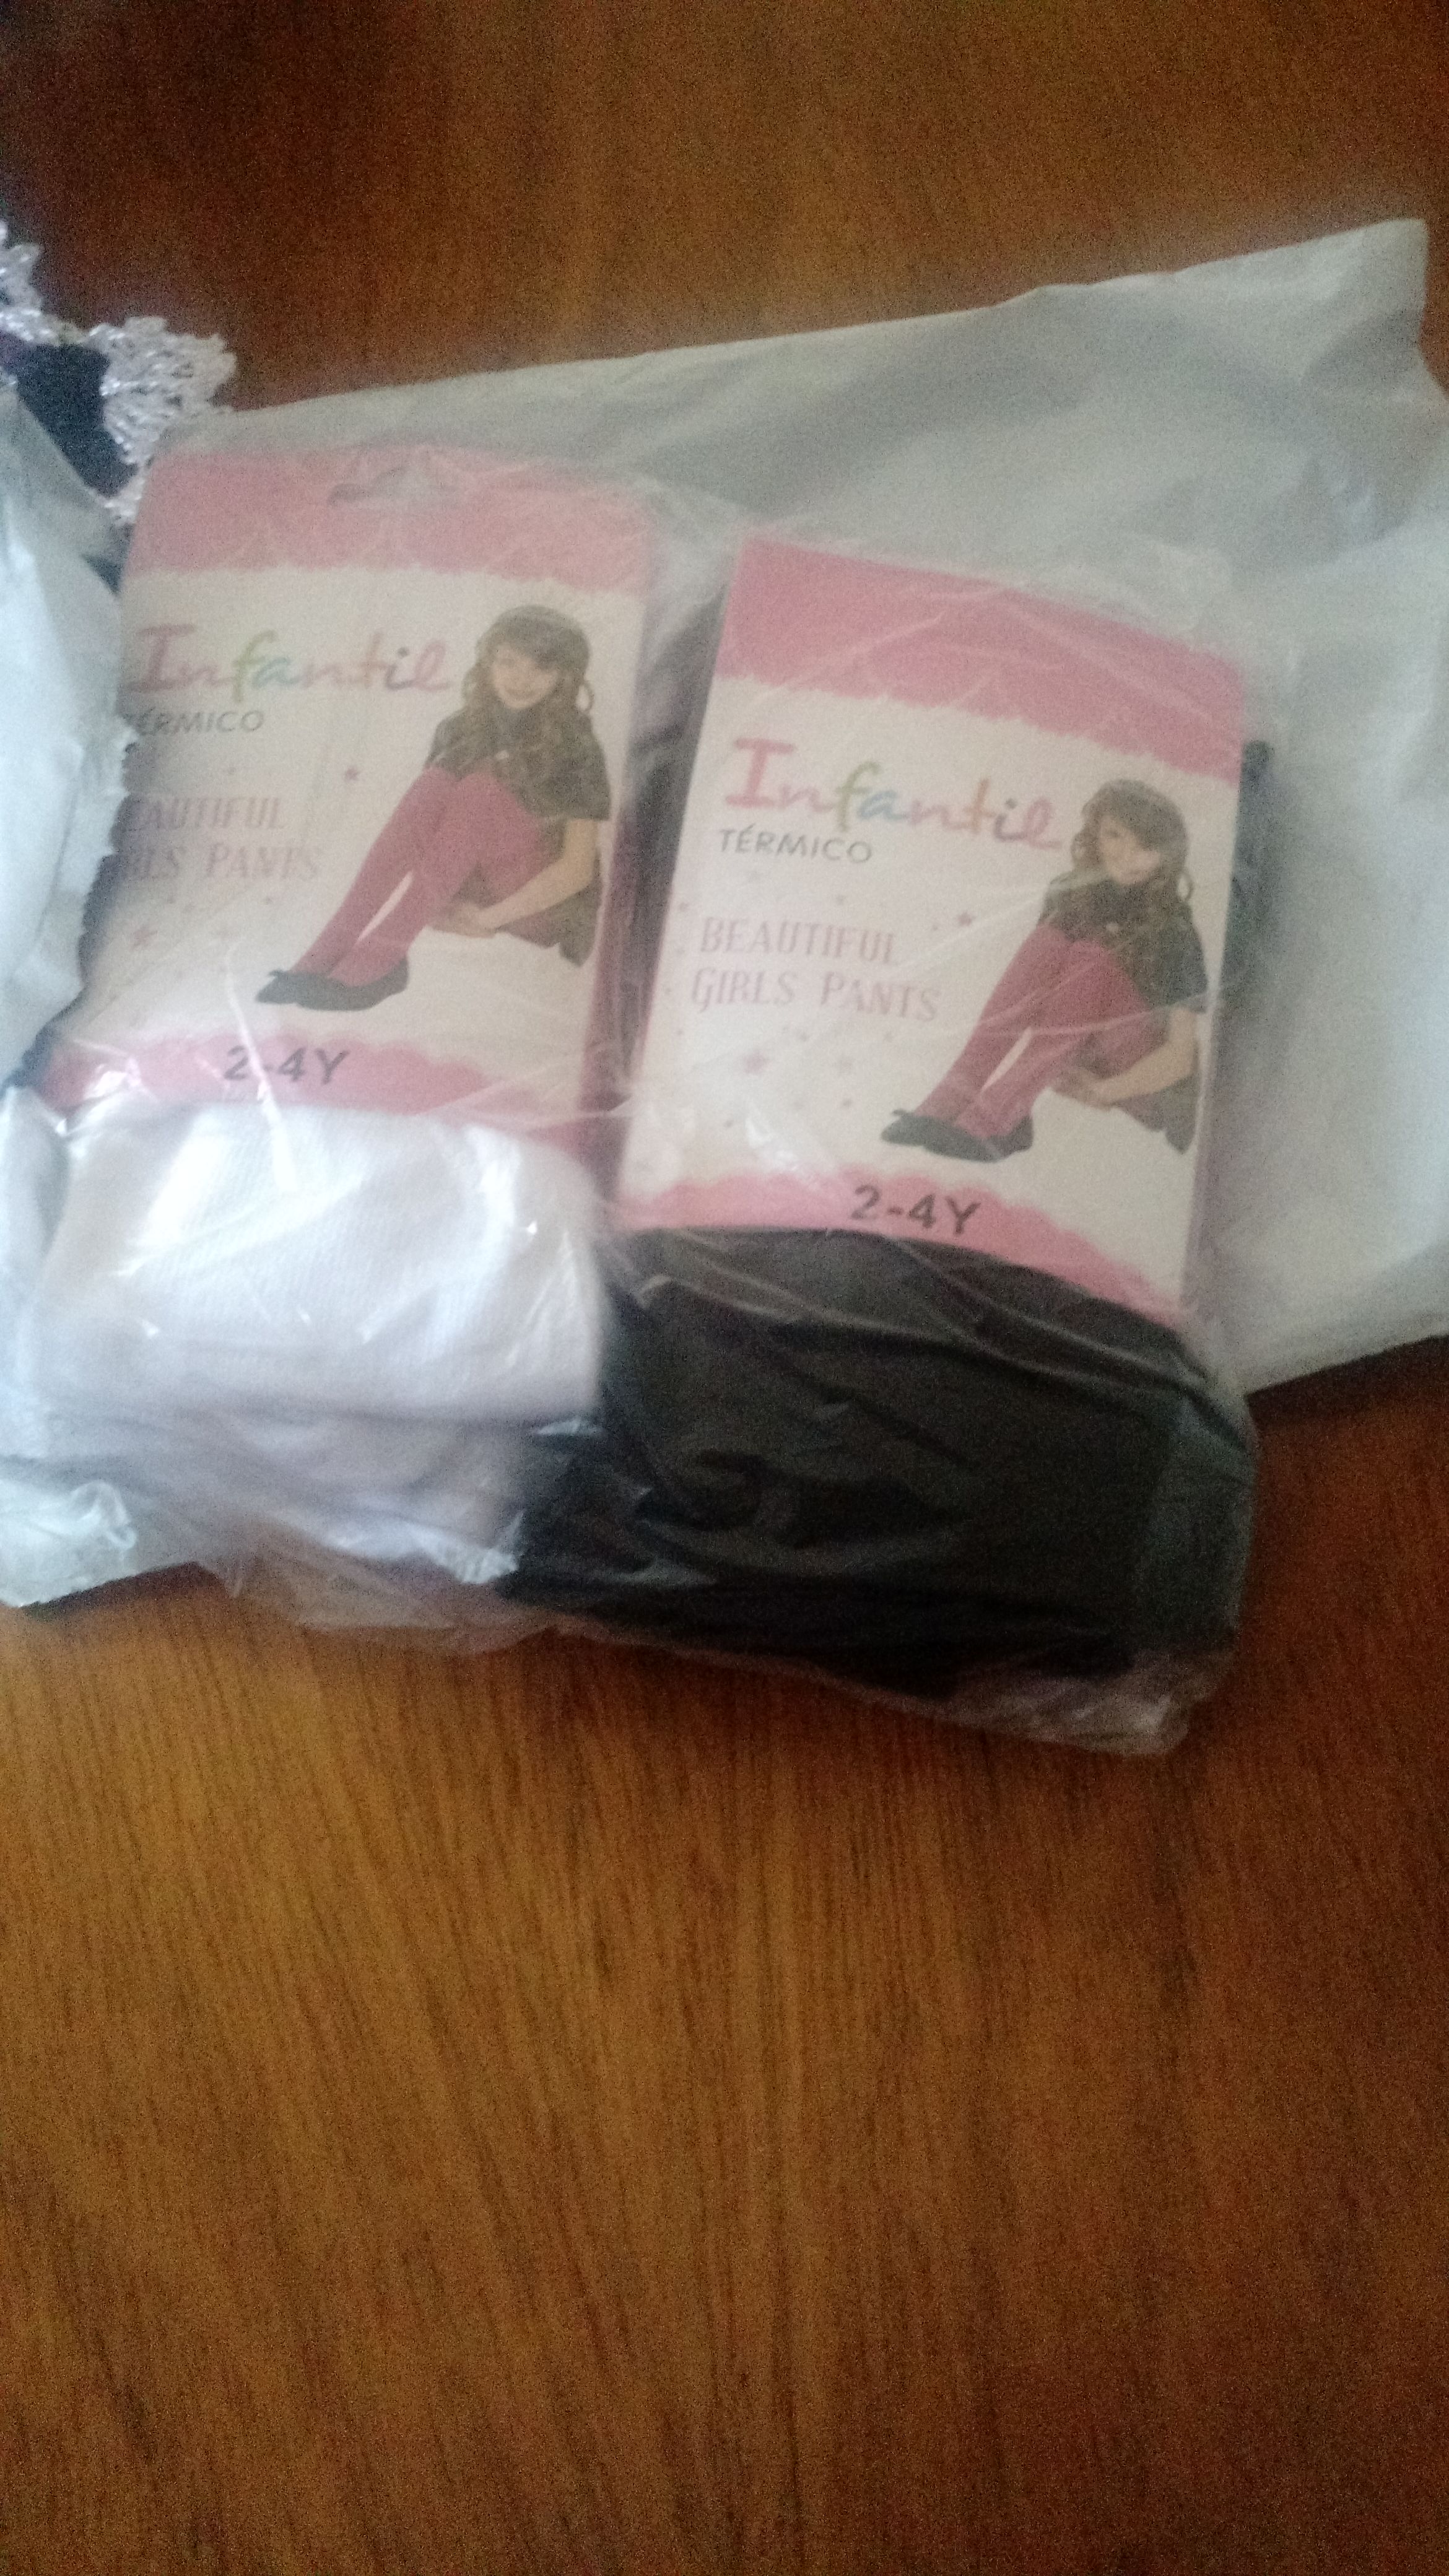 Infantil
TÉRMICO
BEAUTIFUL
GIRLS PANTS
2-4Y
Infantil
TÉRMICO
BEAUTIFUL
GIRLS PANTS
2-4Y